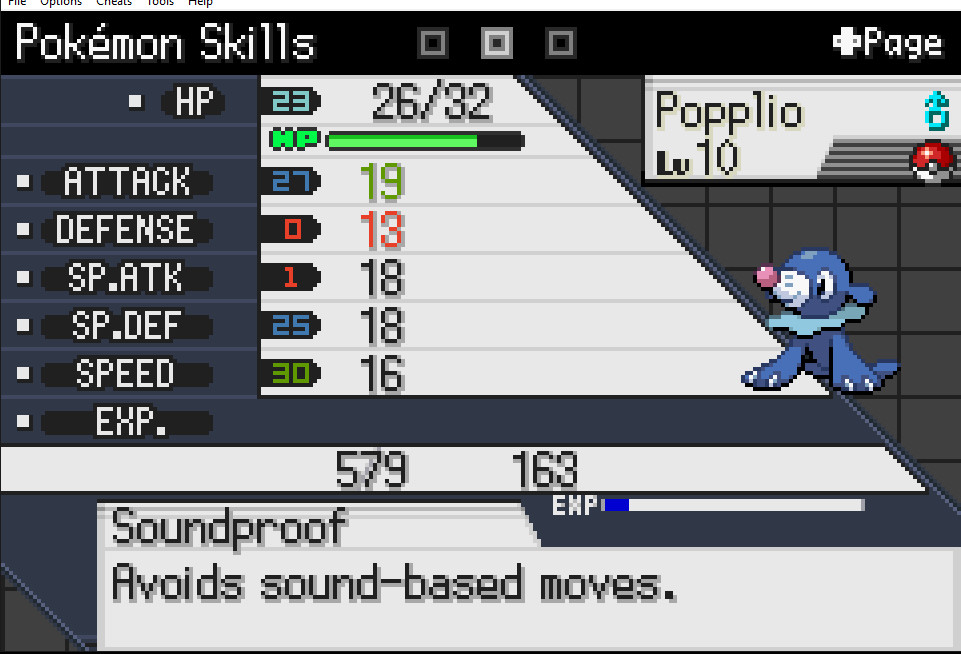 File Options Cheats Tools Help
Pokémon Skills Page
HP 23 26/32
HP
Popplio
Lv10
ATTACK 27 19
DEFENSE 0 13
SP.ATK 1 18
SP.DEF 25 18
SPEED 30 16
EXP.
579 163
EXP
Soundproof
Avoids sound-based moves.